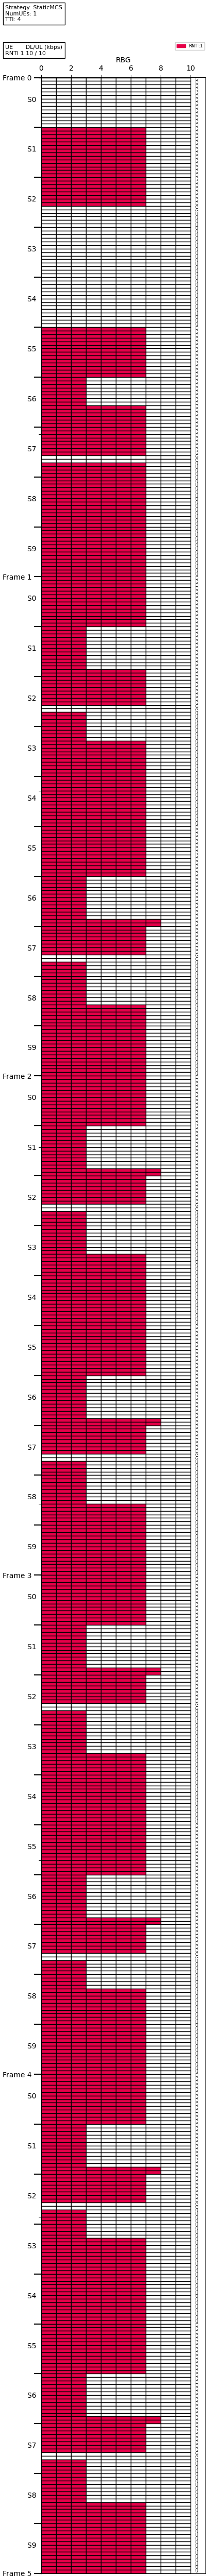 Strategy: StaticMCS
NumUEs: 1
TTI: 4
UE DL/UL (kbps)
RNTI 1 10 / 10
RNTI 1
RBG
0 2 4 6 8 10
Frame 0
S0
S1
S2
S3
S4
S5
S6
S7
S8
S9
Frame 1
S0
S1
S2
S3
S4
S5
S6
S7
S8
S9
Frame 2
S0
S1
S2
S3
S4
S5
S6
S7
S8
S9
Frame 3
S0
S1
S2
S3
S4
S5
S6
S7
S8
S9
Frame 4
S0
S1
S2
S3
S4
S5
S6
S7
S8
S9
Frame 5